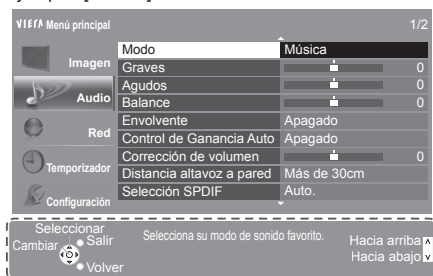 VIErA Menú principal 1/2
Imagen
Audio
Red
Temporizador
Configuración
Modo Música
Graves 0
Agudos 0
Balance 0
Envolvente Apagado
Control de Ganancia Auto Apagado
Corrección de volumen 0
Distancia altavoz a pared Más de 30cm
Selección SPDIF Auto.
Seleccionar
Cambiar Salir
Volver
Selecciona su modo de sonido favorito.
Hacia arriba
Hacia abajo